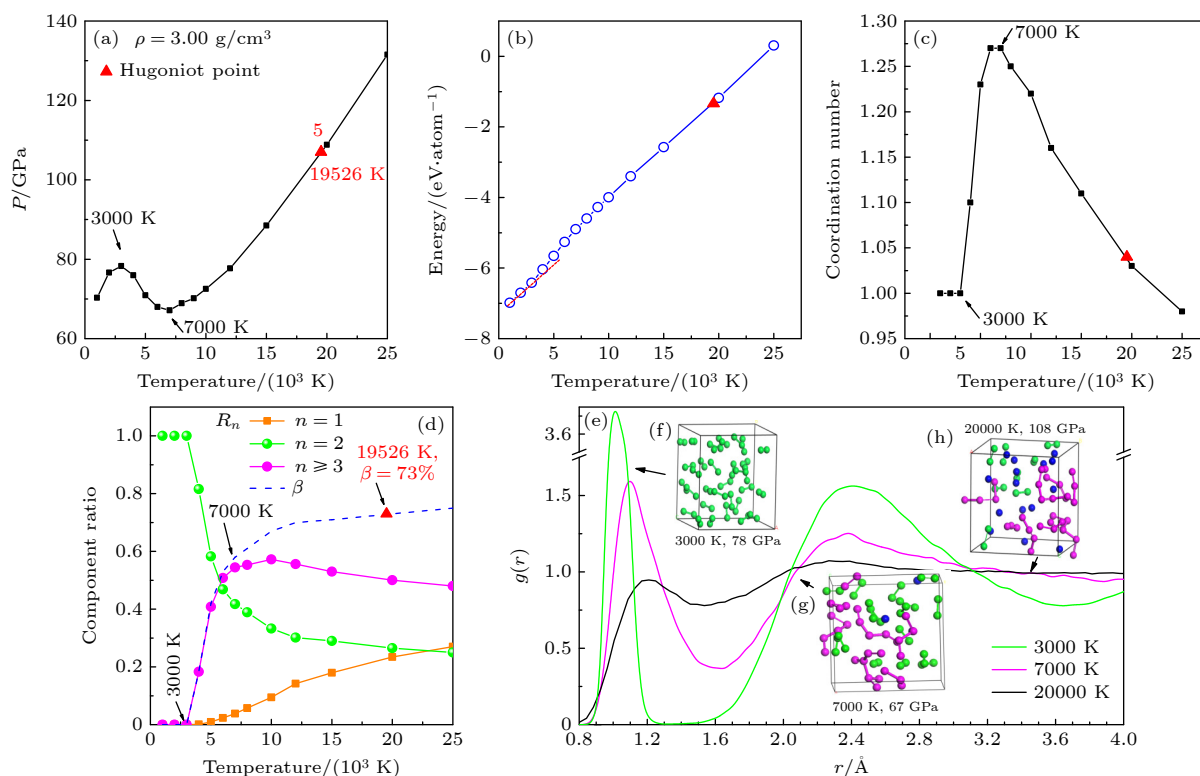 (a) ρ = 3.00 g/cm³
Hugoniot point
5
19526 K
3000 K
7000 K
P/GPa
140
120
100
80
60
0 5 10 15 20 25
Temperature/(10³ K)
(b)
Energy/(eV·atom⁻¹)
0
−2
−4
−6
−8
0 5 10 15 20 25
Temperature/(10³ K)
(c)
7000 K
3000 K
Coordination number
1.30
1.25
1.20
1.15
1.10
1.05
1.00
0.95
0 5 10 15 20 25
Temperature/(10³ K)
(d)
Rₙ n = 1
n = 2
n ⩾ 3
β
19526 K,
β = 73%
7000 K
3000 K
Component ratio
1.0
0.8
0.6
0.4
0.2
0
0 5 10 15 20 25
Temperature/(10³ K)
(e)
(f)
3000 K, 78 GPa
(g)
7000 K, 67 GPa
(h)
20000 K, 108 GPa
3000 K
7000 K
20000 K
g(r)
3.6
1.5
1.0
0.5
0
0.8 1.2 1.6 2.0 2.4 2.8 3.2 3.6 4.0
r/Å